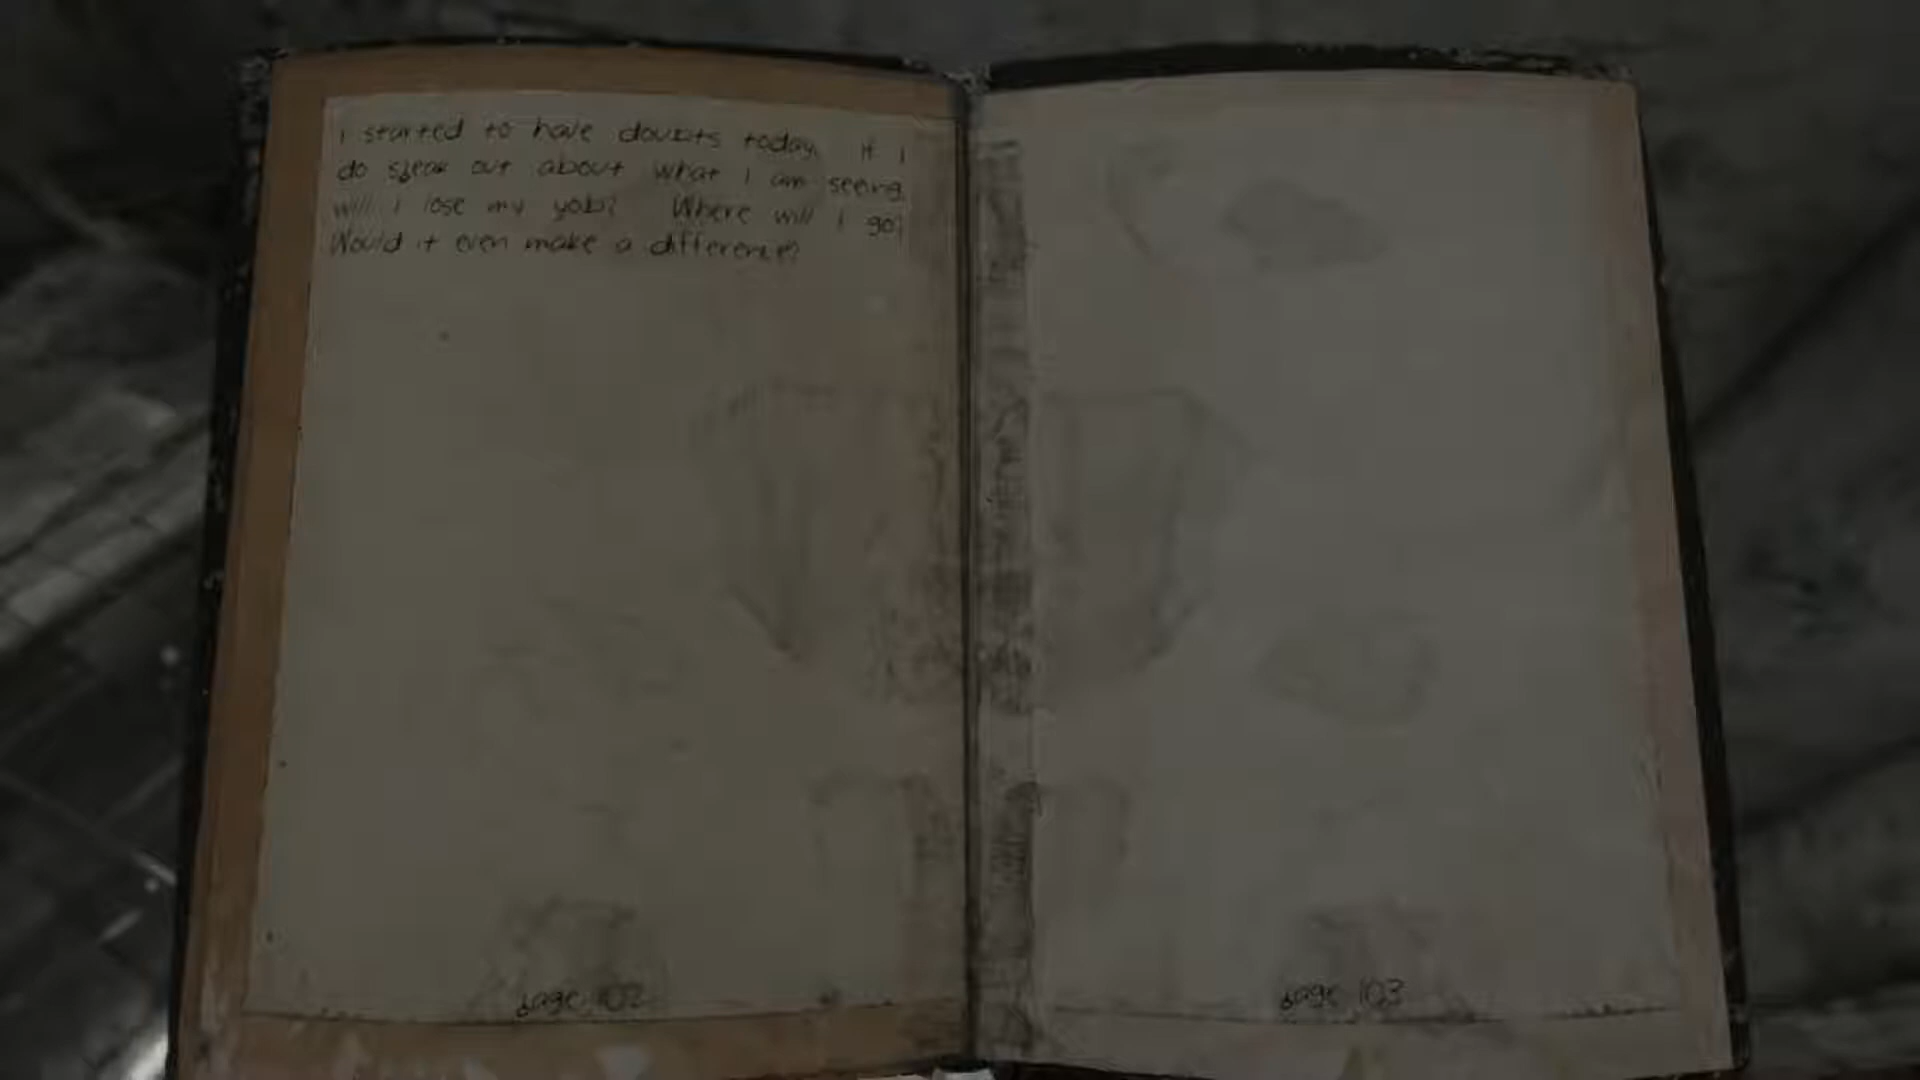 I started to have doubts today. If I
do speak out about what I am seeing,
will I lose my job? Where will I go?
Would it even make a difference?
page 102
page 103